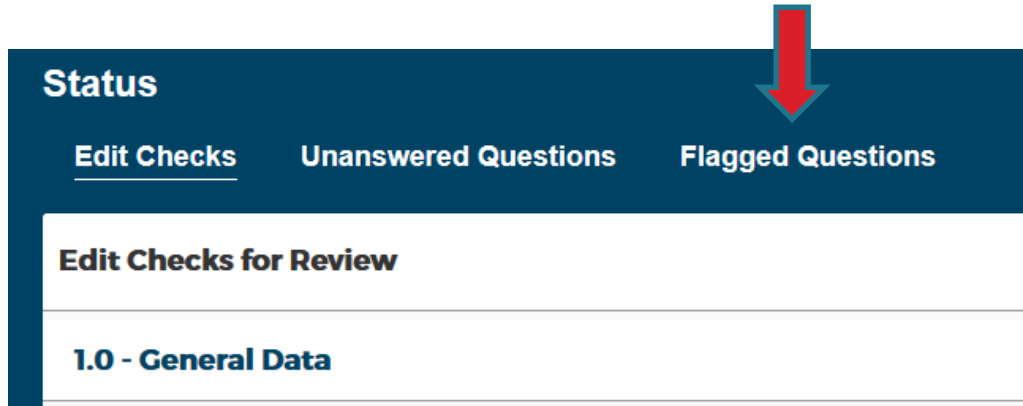 Status
Edit Checks Unanswered Questions Flagged Questions
Edit Checks for Review
1.0 - General Data